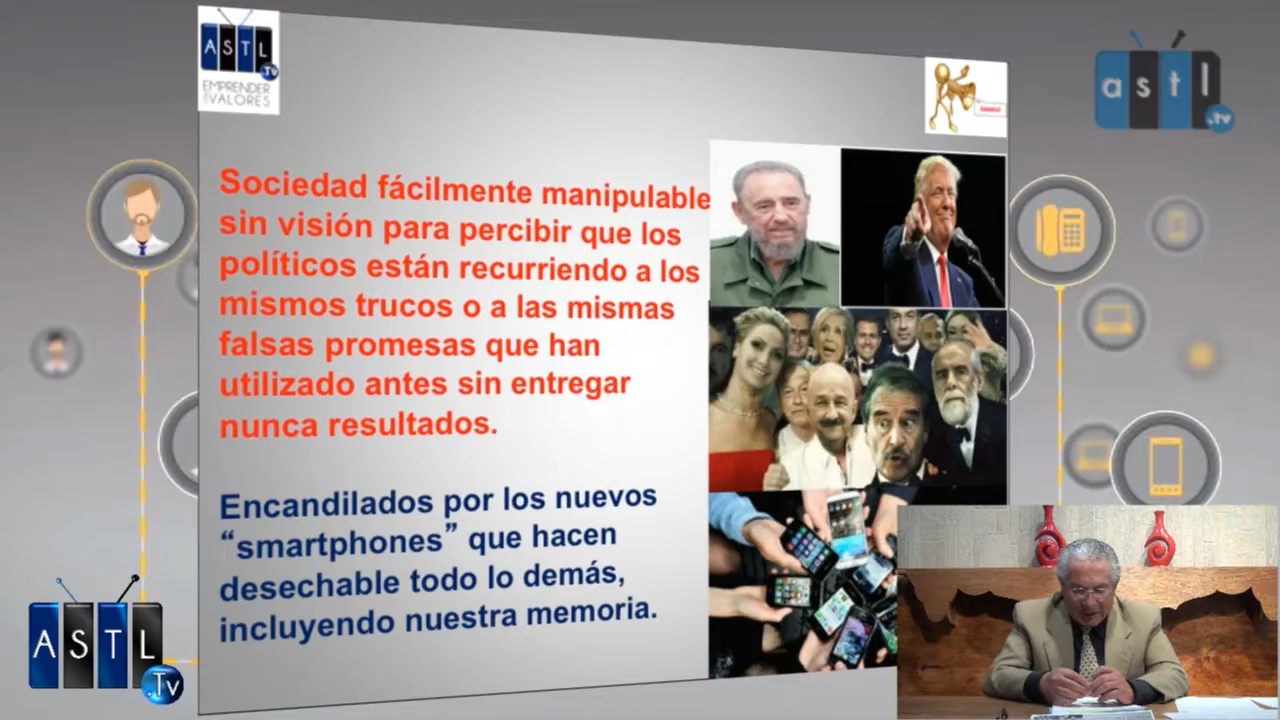 ASTL
.Tv
EMPRENDER
CON VALORES
astl
.tv
Sociedad fácilmente manipulable
sin visión para percibir que los
políticos están recurriendo a los
mismos trucos o a las mismas
falsas promesas que han
utilizado antes sin entregar
nunca resultados.
Encandilados por los nuevos
“smartphones” que hacen
desechable todo lo demás,
incluyendo nuestra memoria.
ASTL
.Tv